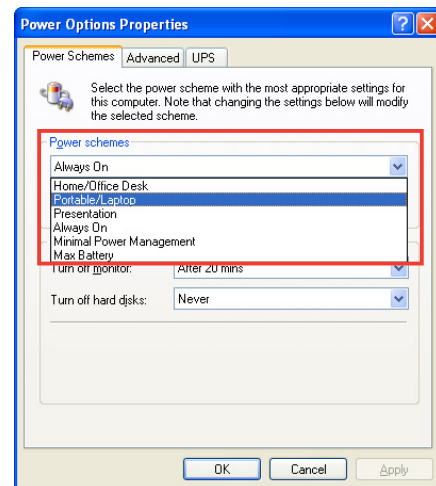 Power Options Properties
Power Schemes Advanced UPS
Select the power scheme with the most appropriate settings for
this computer. Note that changing the settings below will modify
the selected scheme.
Power schemes
Always On
Home/Office Desk
Portable/Laptop
Presentation
Always On
Minimal Power Management
Max Battery
Turn off monitor: After 20 mins
Turn off hard disks: Never
OK Cancel Apply